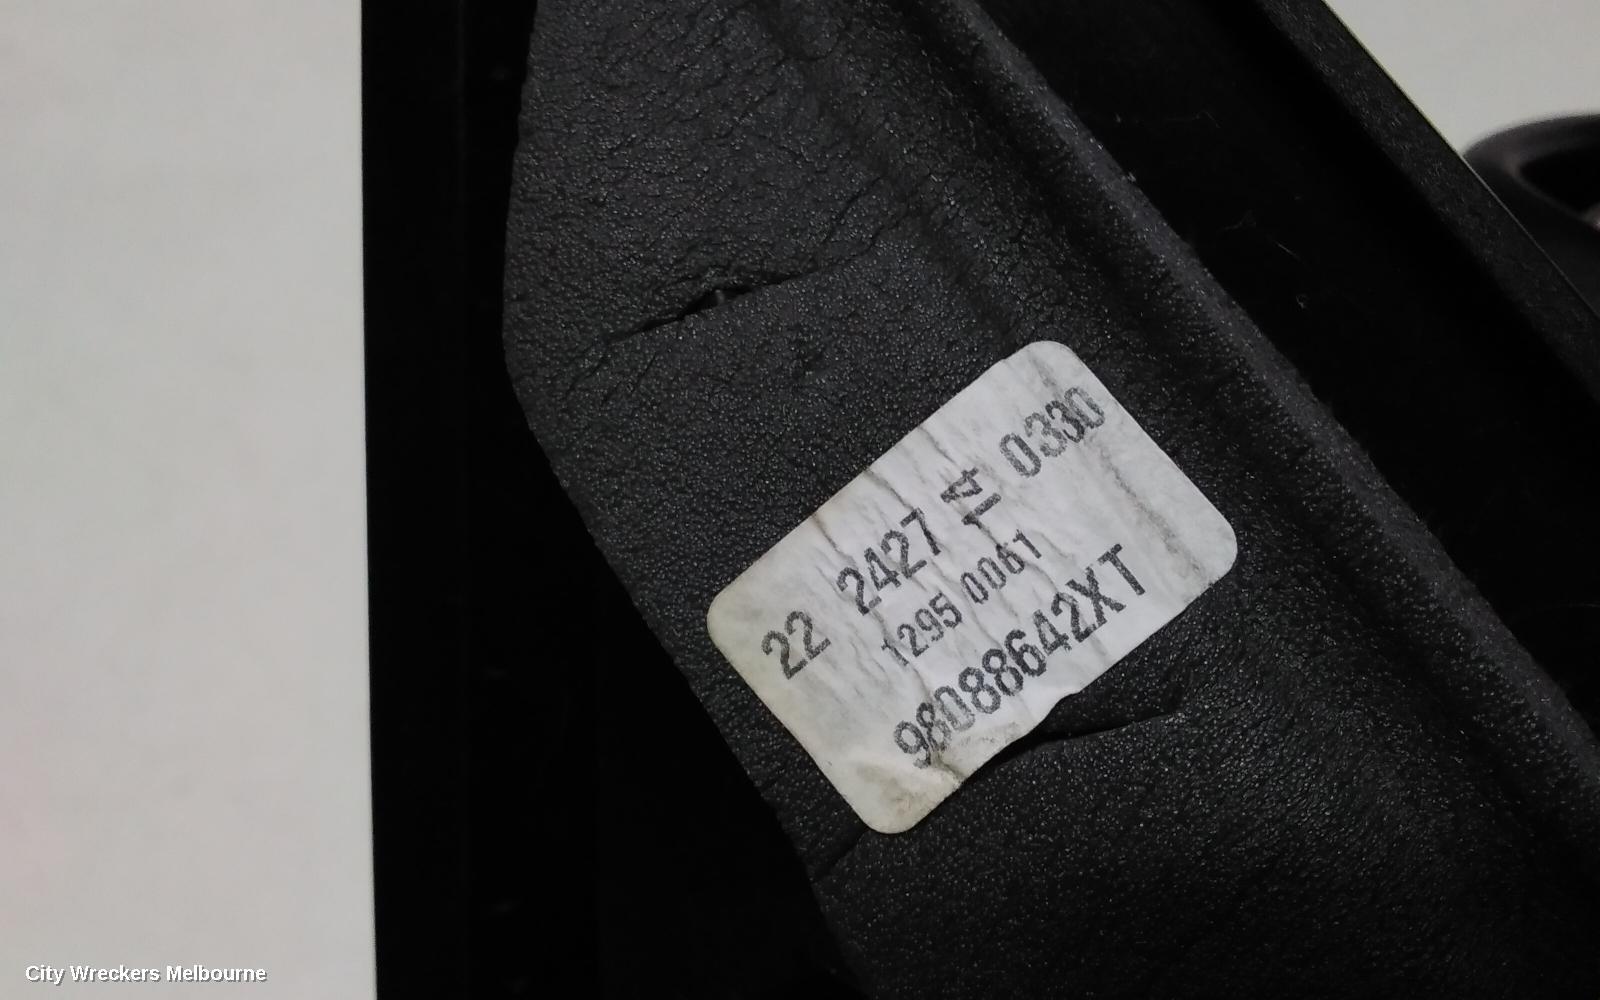 22 2427 14 0330
1295 0061
98088642XT
City Wreckers Melbourne